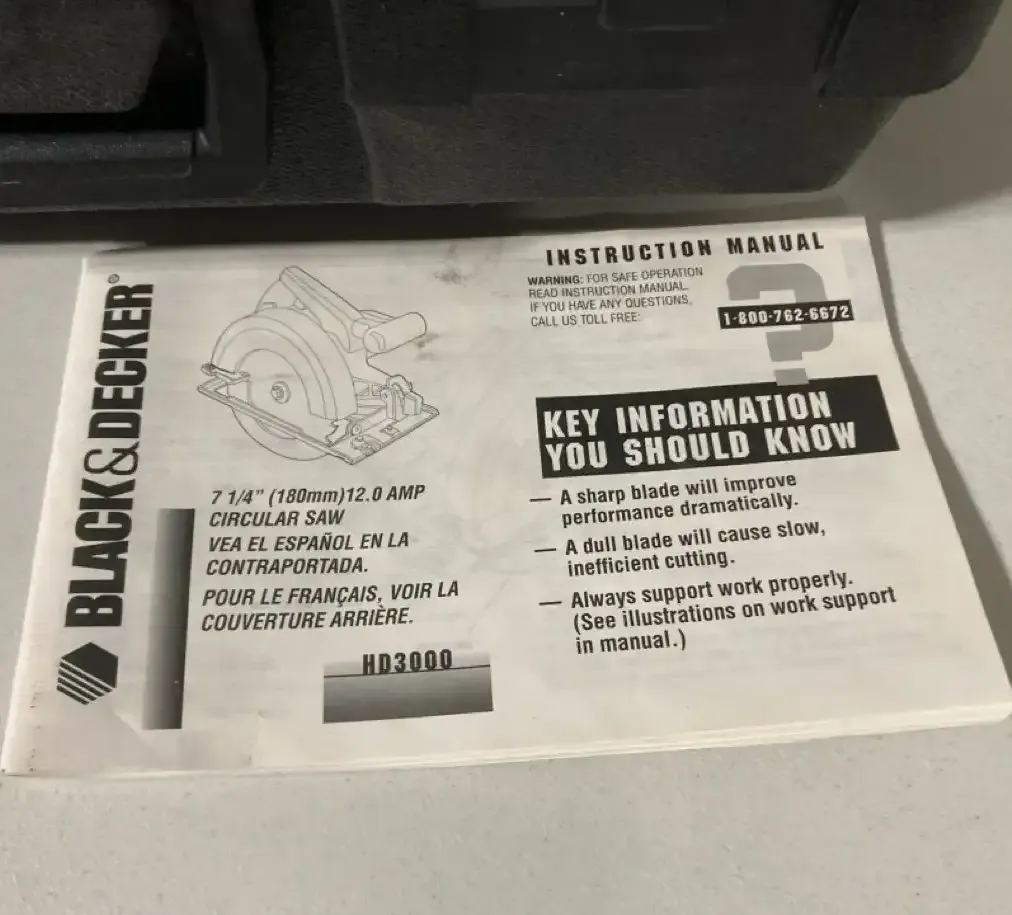 BLACK&DECKER®
7 1/4" (180mm)12.0 AMP
CIRCULAR SAW
VEA EL ESPAÑOL EN LA
CONTRAPORTADA.
POUR LE FRANÇAIS, VOIR LA
COUVERTURE ARRIÈRE.
HD3000
INSTRUCTION MANUAL
WARNING: FOR SAFE OPERATION
READ INSTRUCTION MANUAL.
IF YOU HAVE ANY QUESTIONS,
CALL US TOLL FREE:
?
1-800-762-6672
KEY INFORMATION
YOU SHOULD KNOW
— A sharp blade will improve
performance dramatically.
— A dull blade will cause slow,
inefficient cutting.
— Always support work properly.
(See illustrations on work support
in manual.)